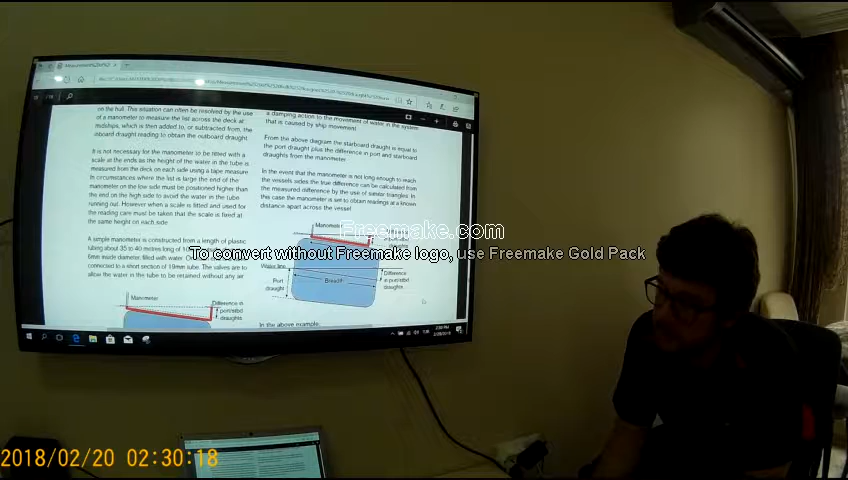 on the hull. This situation can often be resolved by the use
of a manometer to measure the list across the deck at
midships, which is then added to, or subtracted from, the
inboard draught reading to obtain the outboard draught.
It is not necessary for the manometer to be fitted with a
scale at the ends as the height of the water in the tube is
measured from the deck on each side using a tape measure
In circumstances where the list is large the end of the
manometer on the low side must be positioned higher than
the end on the high side to avoid the water in the tube
running out. However when a scale is fitted and used for
the reading care must be taken that the scale is fixed at
the same height on each side.
A simple manometer is constructed from a length of plastic
tubing about 35 to 40 metres long of
6mm inside diameter, filled with water.
connected to a short section of 19mm tube. The valves are to
allow the water in the tube to be retained without any air
Manometer
Difference in
port/stbd
draughts
a damping action to the movement of water in the system
that is caused by ship movement.
From the above diagram the starboard draught is equal to
the port draught plus the difference in port and starboard
draughts from the manometer
In the event that the manometer is not long enough to reach
the vessels sides the true difference can be calculated from
the measured difference by the use of similar triangles. In
this case the manometer is set to obtain readings at a known
distance apart across the vessel.
Manometer
Water line
Port
draught
Breadth
Difference
in port/stbd
draughts
In the above example:
Freemake.com
To convert without Freemake logo, use Freemake Gold Pack
2:30 PM
2018/02/20 02:30:18